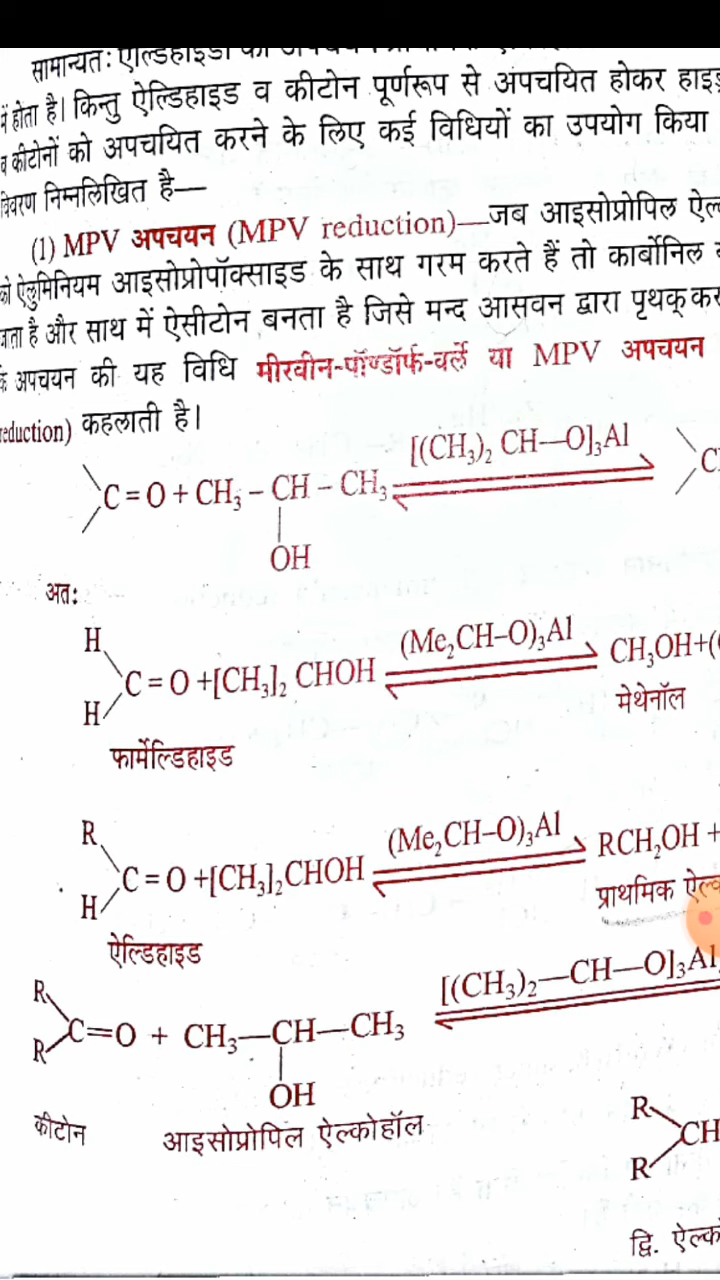 सामान्यतः
में होता है। किन्तु ऐल्डिहाइड व कीटोन पूर्णरूप से अपचयित होकर
व कीटोनों को अपचयित करने के लिए कई विधियों का उपयोग किया
विवरण निम्नलिखित है—
(1) MPV अपचयन (MPV reduction)—जब आइसोप्रोपिल
को ऐलुमिनियम आइसोप्रोपॉक्साइड के साथ गरम करते हैं तो कार्बोनिल
जाता है और साथ में ऐसीटोन बनता है जिसे मन्द आसवन द्वारा
के अपचयन की यह विधि मीरवीन-पॉण्डॉर्फ-वर्ले या MPV अपचयन
reduction) कहलाती है।
[(CH₃)₂ CH—O]₃Al
C = O + CH₃ – CH – CH₃
OH
अतः
H
(Me₂CH–O)₃Al
C = O +[CH₃]₂ CHOH CH₃OH+
H मेथेनॉल
फार्मेल्डिहाइड
R
(Me₂CH–O)₃Al
C = O +[CH₃]₂CHOH RCH₂OH +
H प्राथमिक
ऐल्डिहाइड
[(CH₃)₂—CH—O]₃Al
R
C=O + CH₃—CH—CH₃
R
OH
कीटोन आइसोप्रोपिल ऐल्कोहॉल
R
CH
R
द्वि.